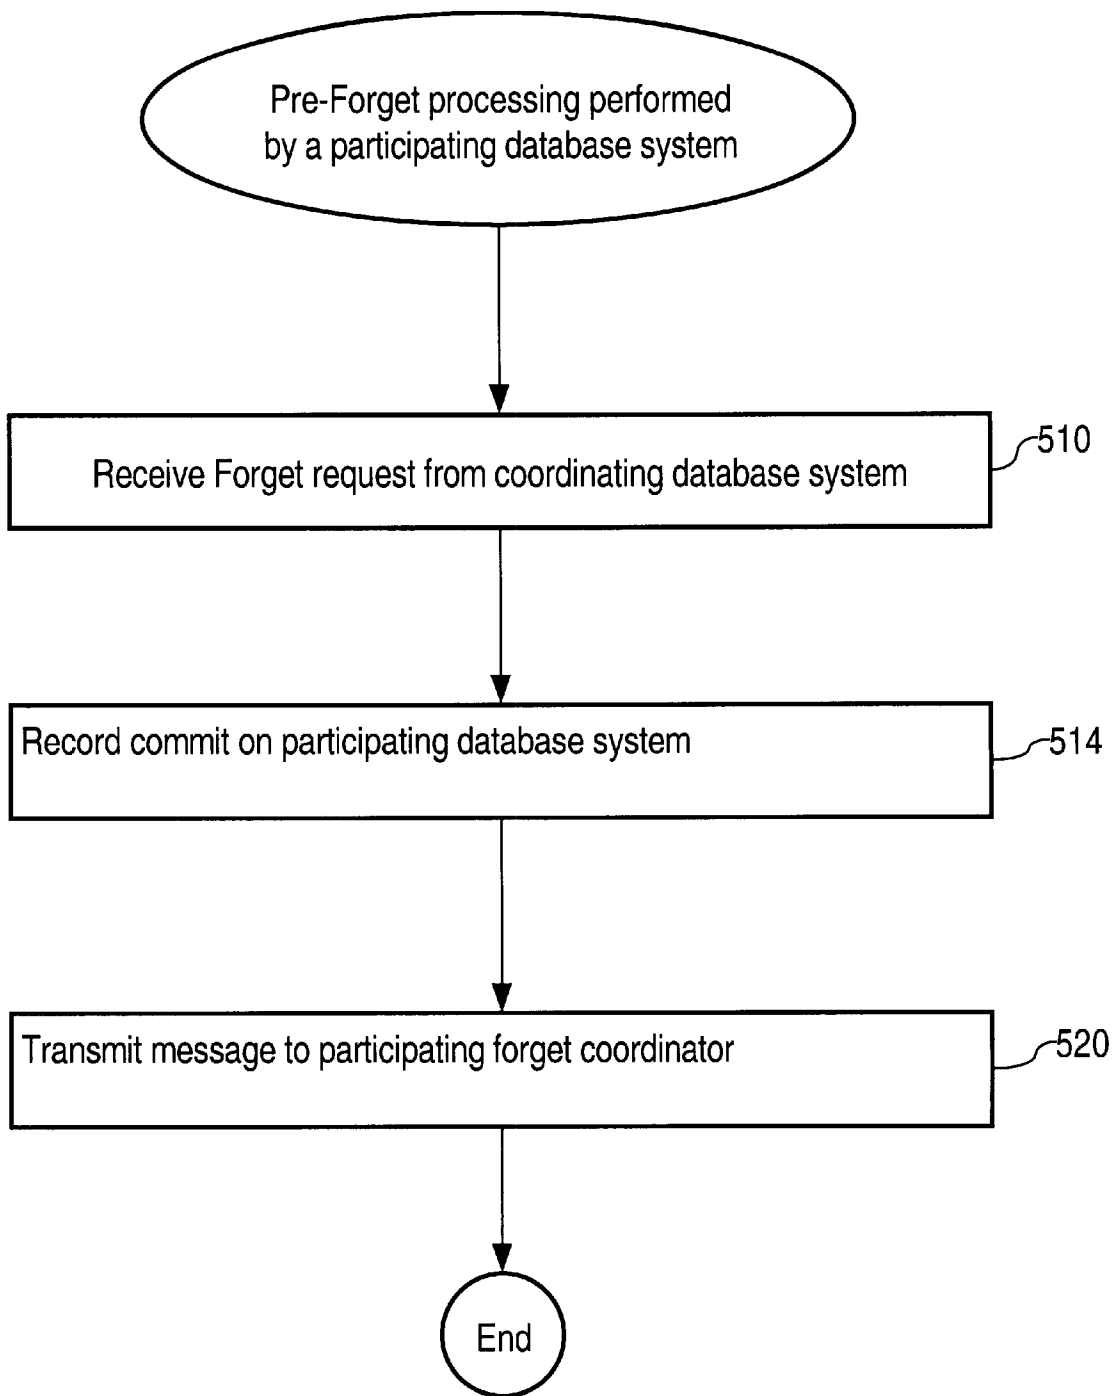 Pre-Forget processing performed
by a participating database system
Receive Forget request from coordinating database system
510
Record commit on participating database system
514
Transmit message to participating forget coordinator
520
End